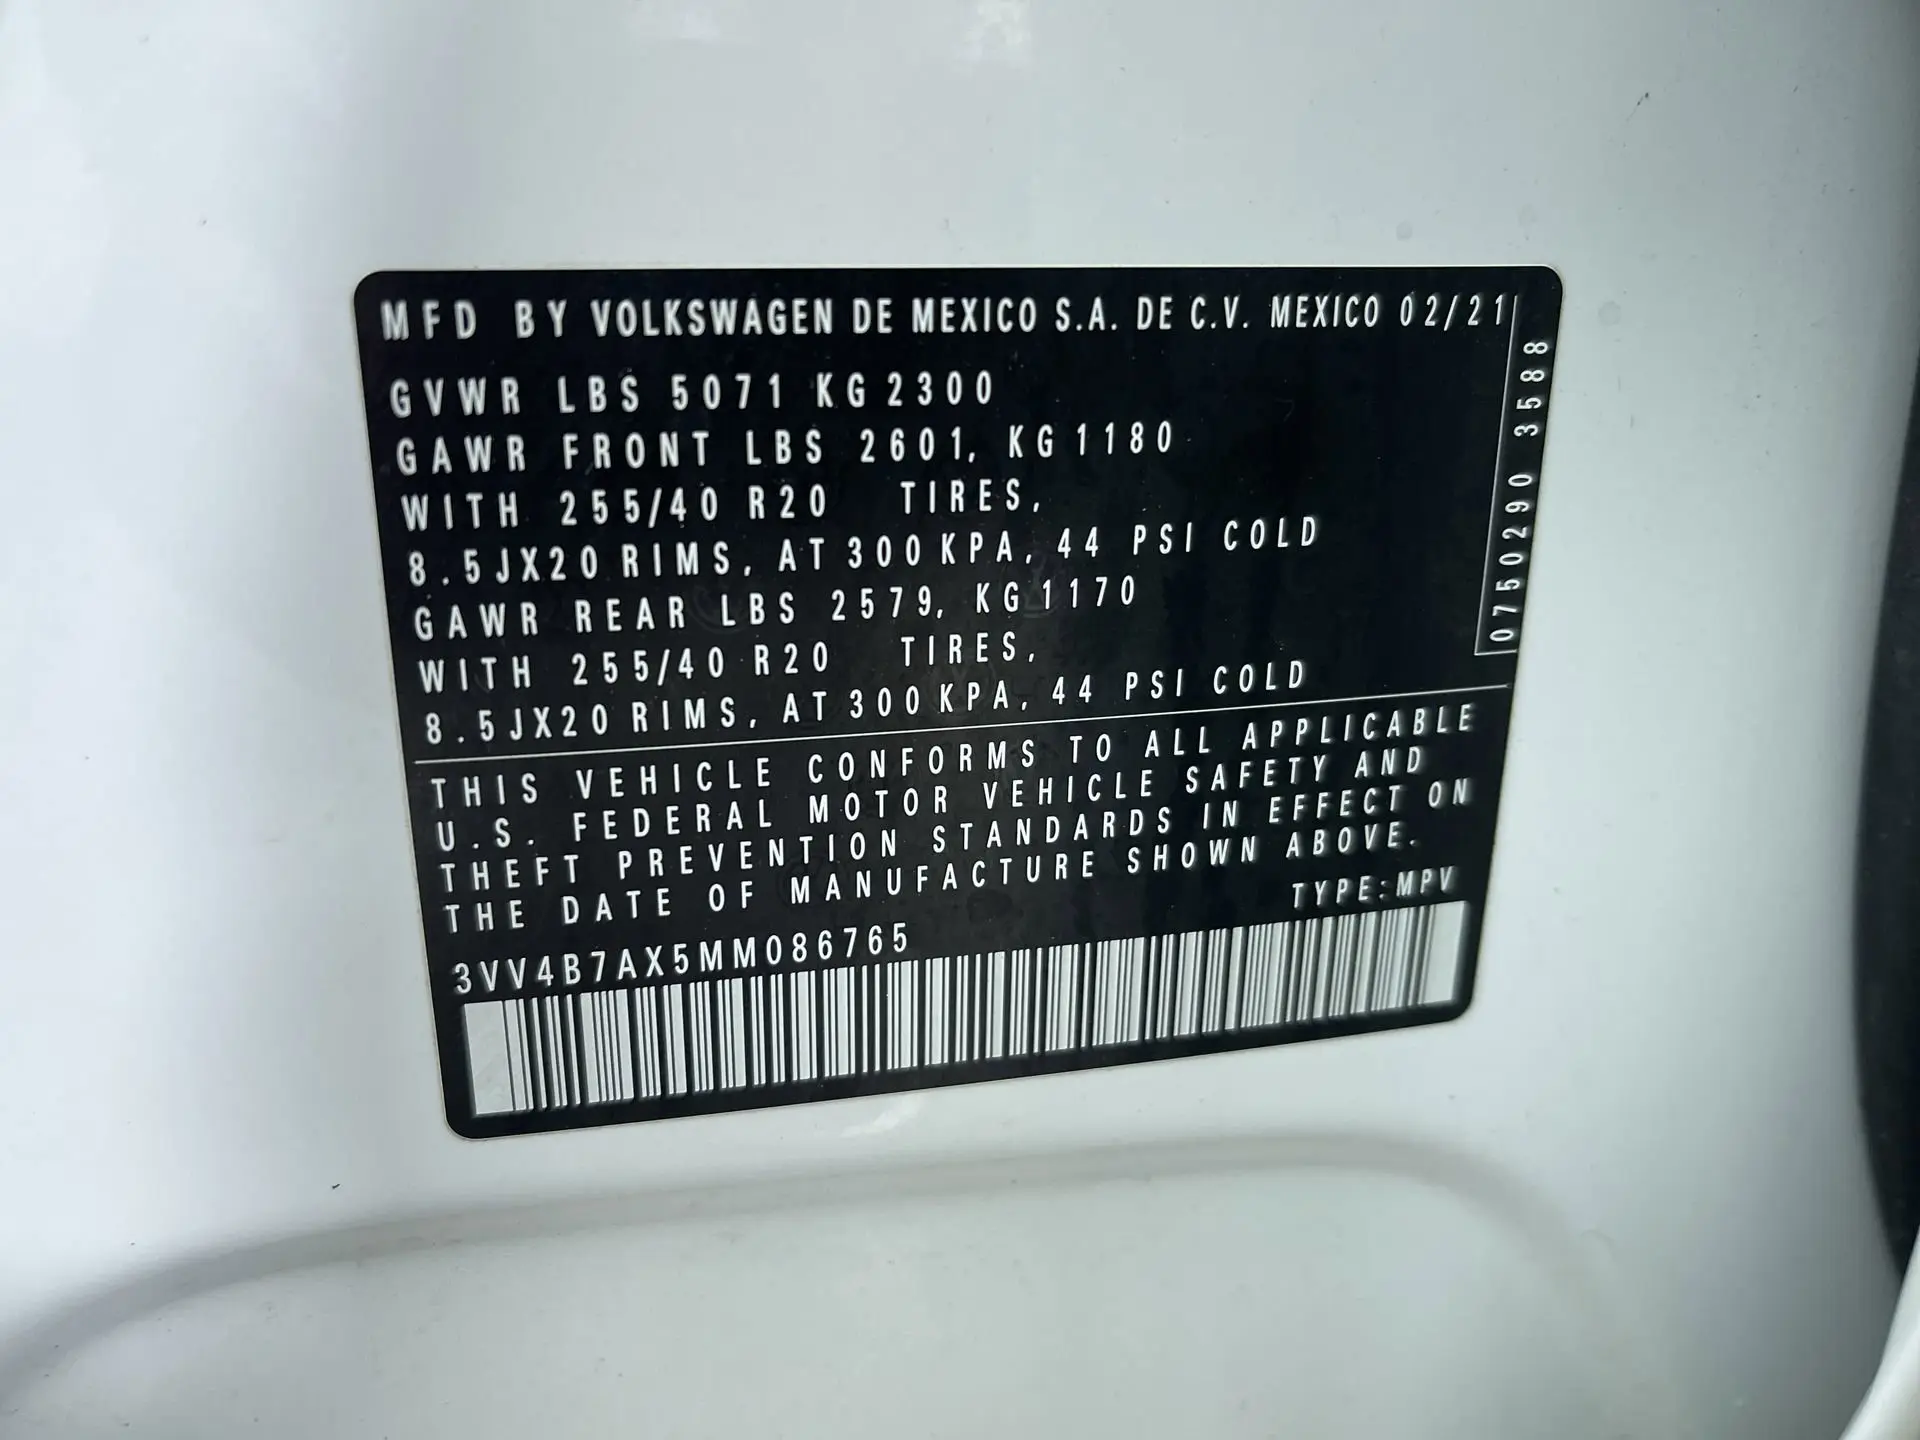 MFD BY VOLKSWAGEN DE MEXICO S.A. DE C.V. MEXICO 02/21
GVWR LBS 5071 KG 2300
GAWR FRONT LBS 2601, KG 1180
WITH 255/40 R20 TIRES,
8.5JX20 RIMS, AT 300 KPA, 44 PSI COLD
GAWR REAR LBS 2579, KG 1170
WITH 255/40 R20 TIRES,
8.5JX20 RIMS, AT 300 KPA, 44 PSI COLD
0750290 3588
THIS VEHICLE CONFORMS TO ALL APPLICABLE
U.S. FEDERAL MOTOR VEHICLE SAFETY AND
THEFT PREVENTION STANDARDS IN EFFECT ON
THE DATE OF MANUFACTURE SHOWN ABOVE.
TYPE:MPV
3VV4B7AX5MM086765